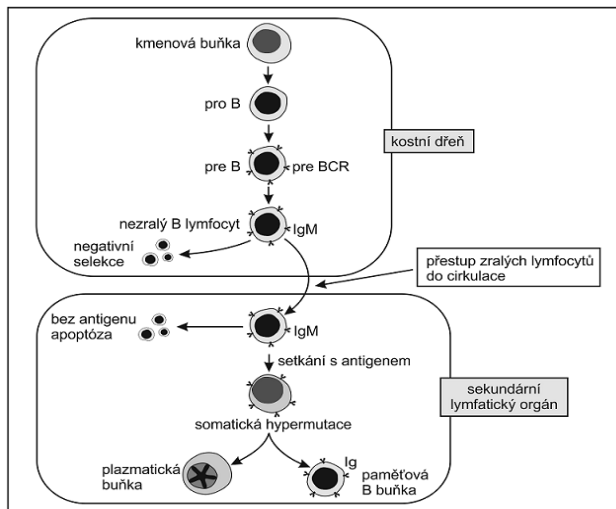 kmenová buňka
pro B
kostní dřeň
pre B
pre BCR
nezralý B lymfocyt
IgM
negativní
selekce
přestup zralých lymfocytů
do cirkulace
bez antigenu
apoptóza
IgM
setkání s antigenem
sekundární
lymfatický orgán
somatická hypermutace
plazmatická
buňka
Ig
paměťová
B buňka